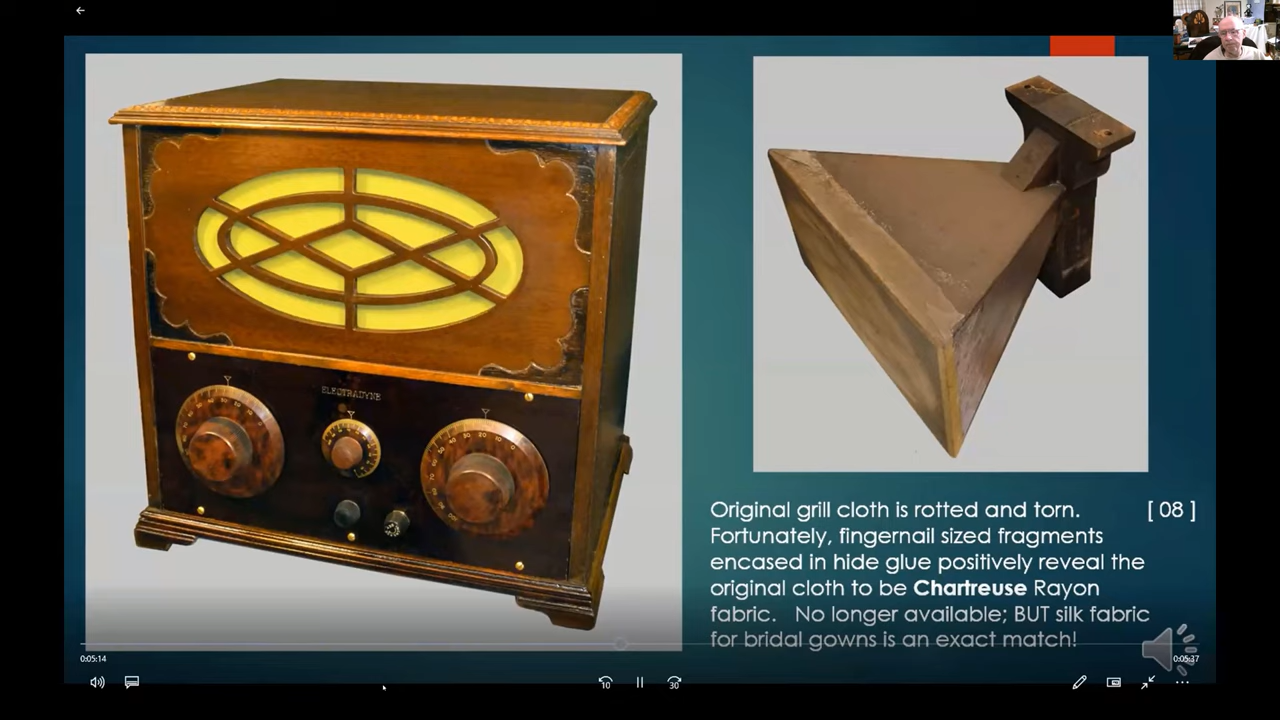 ELECTRADYNE
Original grill cloth is rotted and torn. [ 08 ]
Fortunately, fingernail sized fragments
encased in hide glue positively reveal the
original cloth to be Chartreuse Rayon
fabric. No longer available; BUT silk fabric
for bridal gowns is an exact match!
0:05:14
0:05:37
10
30